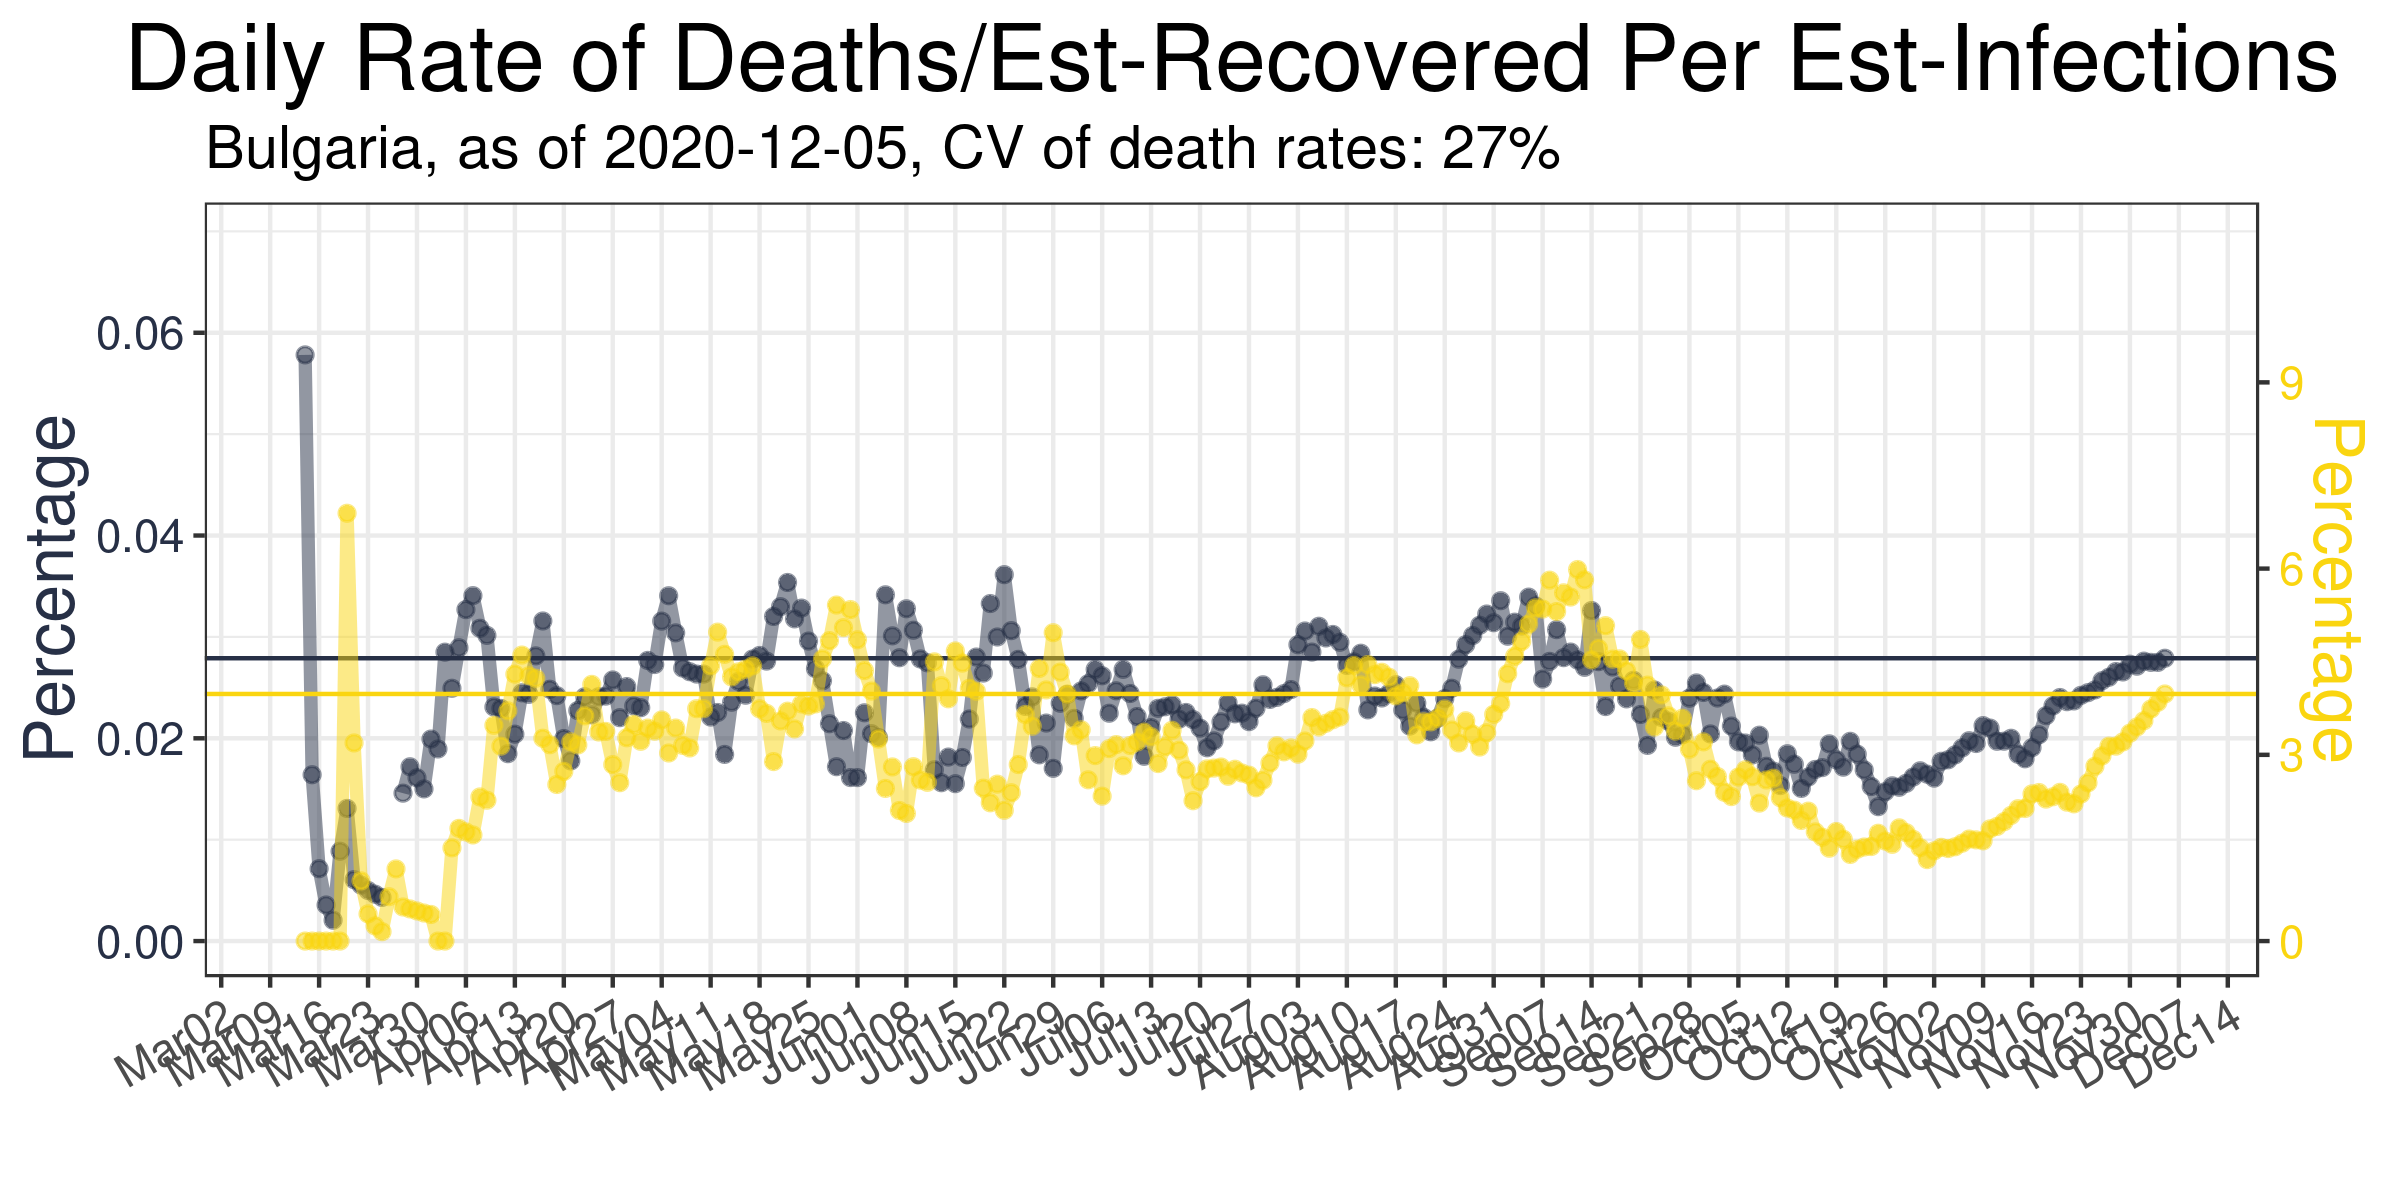 Daily Rate of Deaths/Est-Recovered Per Est-Infections
Bulgaria, as of 2020-12-05, CV of death rates: 27%
Percentage
0.06
0.04
0.02
0.00
9
6
3
0
Percentage
Mar02
Mar09
Mar16
Mar23
Mar30
Apr06
Apr13
Apr20
Apr27
May04
May11
May18
May25
Jun01
Jun08
Jun15
Jun22
Jun29
Jul06
Jul13
Jul20
Jul27
Aug03
Aug10
Aug17
Aug24
Aug31
Sep07
Sep14
Sep21
Sep28
Oct05
Oct12
Oct19
Oct26
Nov02
Nov09
Nov16
Nov23
Nov30
Dec07
Dec14